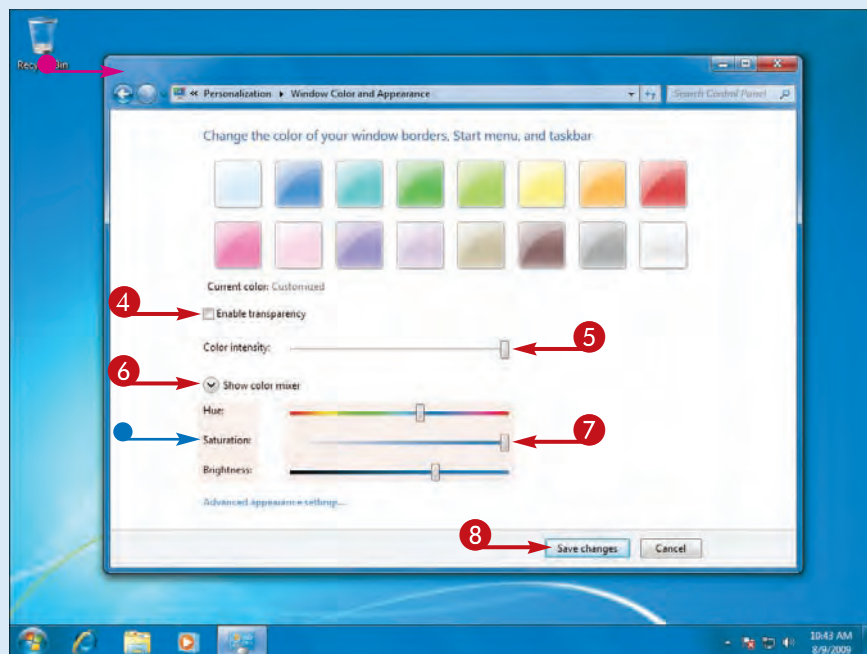 Recycle Bin
« Personalization ▸ Window Color and Appearance
Search Control Panel
Change the color of your window borders, Start menu, and taskbar
Current color: Customized
4
Enable transparency
Color intensity:
5
6
Show color mixer
Hue:
Saturation:
7
Brightness:
Advanced appearance settings...
8
Save changes
Cancel
10:43 AM
8/9/2009